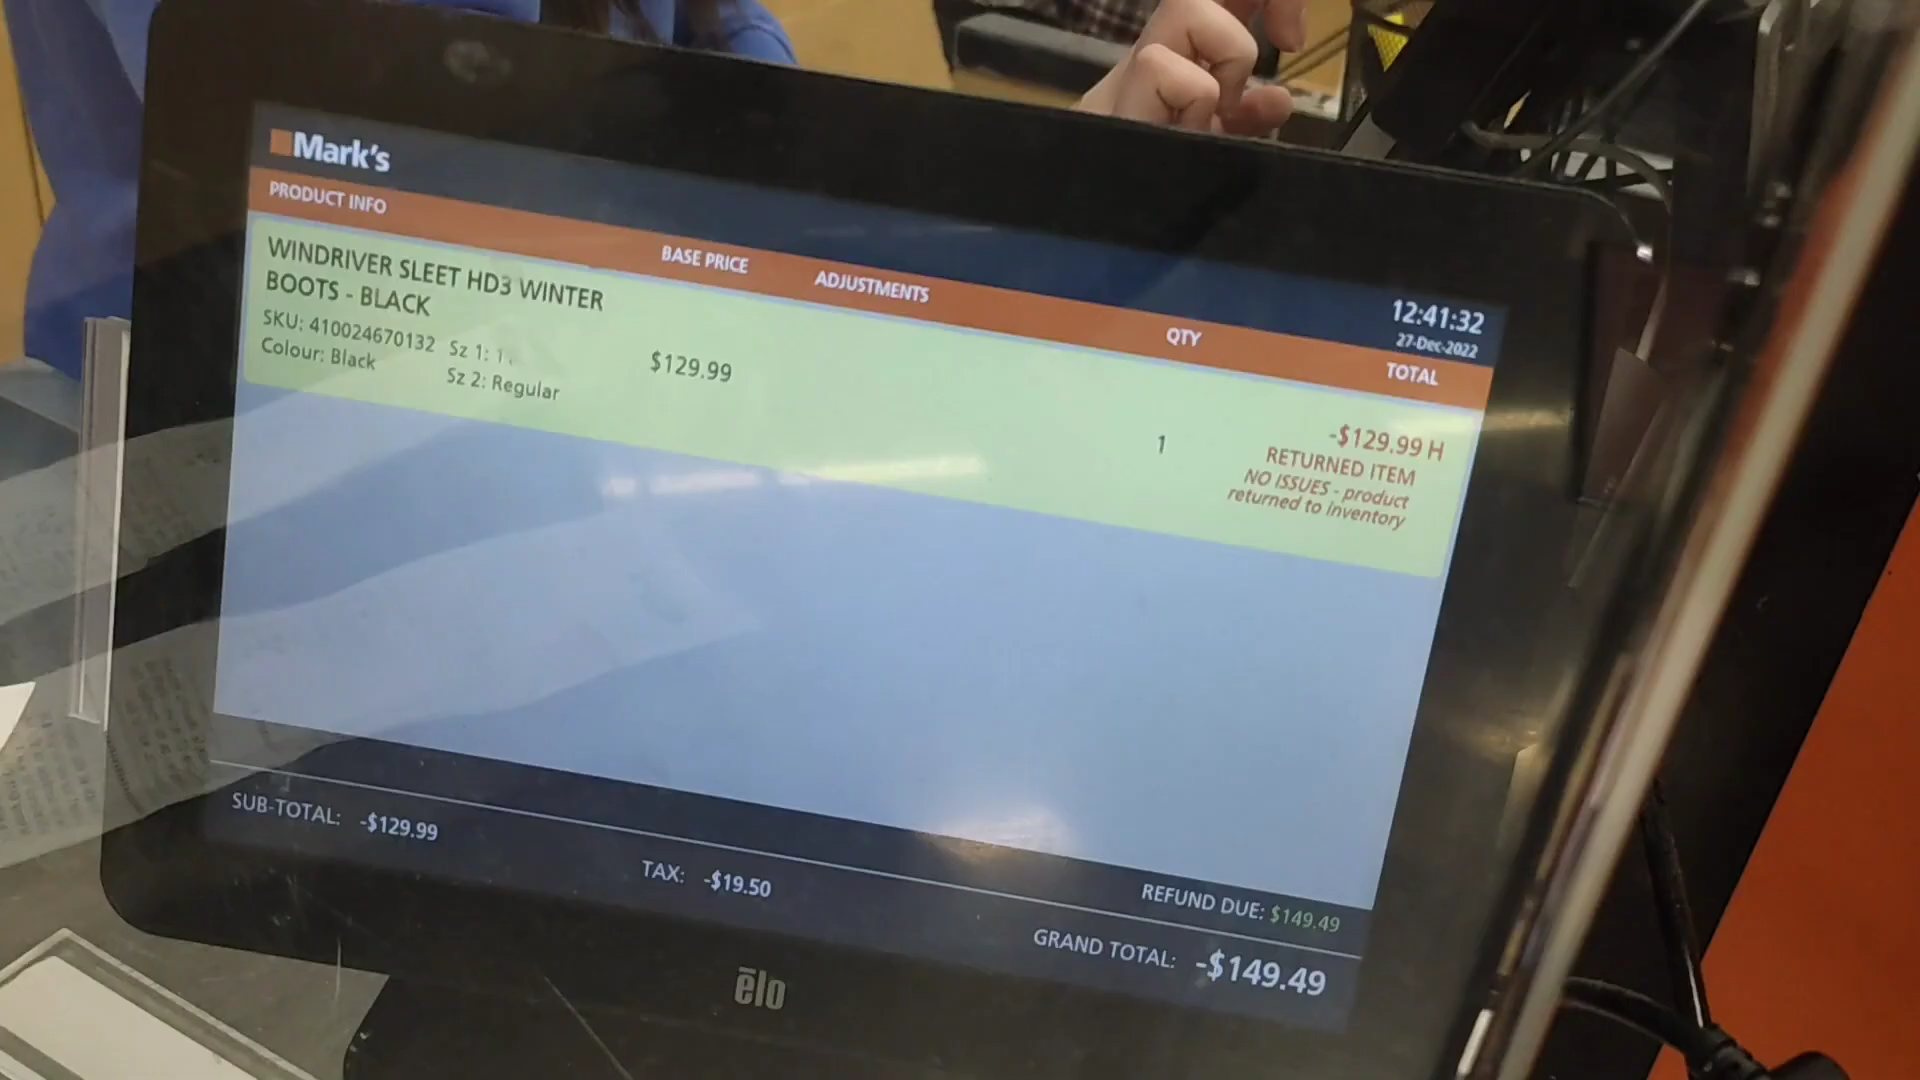 Mark's
12:41:32
27-Dec-2022
PRODUCT INFO
BASE PRICE
ADJUSTMENTS
QTY
TOTAL
WINDRIVER SLEET HD3 WINTER
BOOTS - BLACK
SKU: 410024670132
Sz 1:
Colour: Black
Sz 2: Regular
$129.99
1
-$129.99 H
RETURNED ITEM
NO ISSUES - product
returned to inventory
SUB-TOTAL: -$129.99
TAX: -$19.50
REFUND DUE: $149.49
GRAND TOTAL: -$149.49
elo